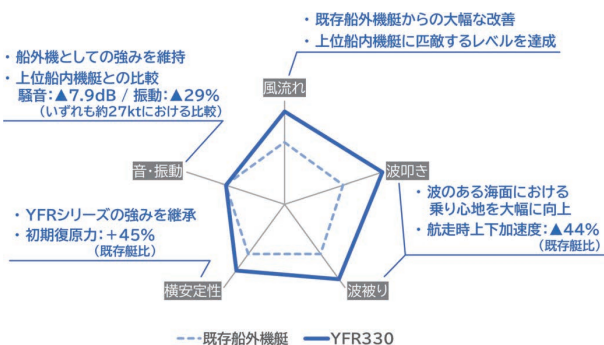 ・既存船外機艇からの大幅な改善
・上位船内機艇に匹敵するレベルを達成
・船外機としての強みを維持
・上位船内機艇との比較
騒音:▲7.9dB / 振動:▲29%
(いずれも約27ktにおける比較)
風流れ
音・振動
波叩き
・波のある海面における
乗り心地を大幅に向上
・航走時上下加速度:▲44%
(既存艇比)
・YFRシリーズの強みを継承
・初期復原力:+45%
(既存艇比)
横安定性
波被り
既存船外機艇
YFR330